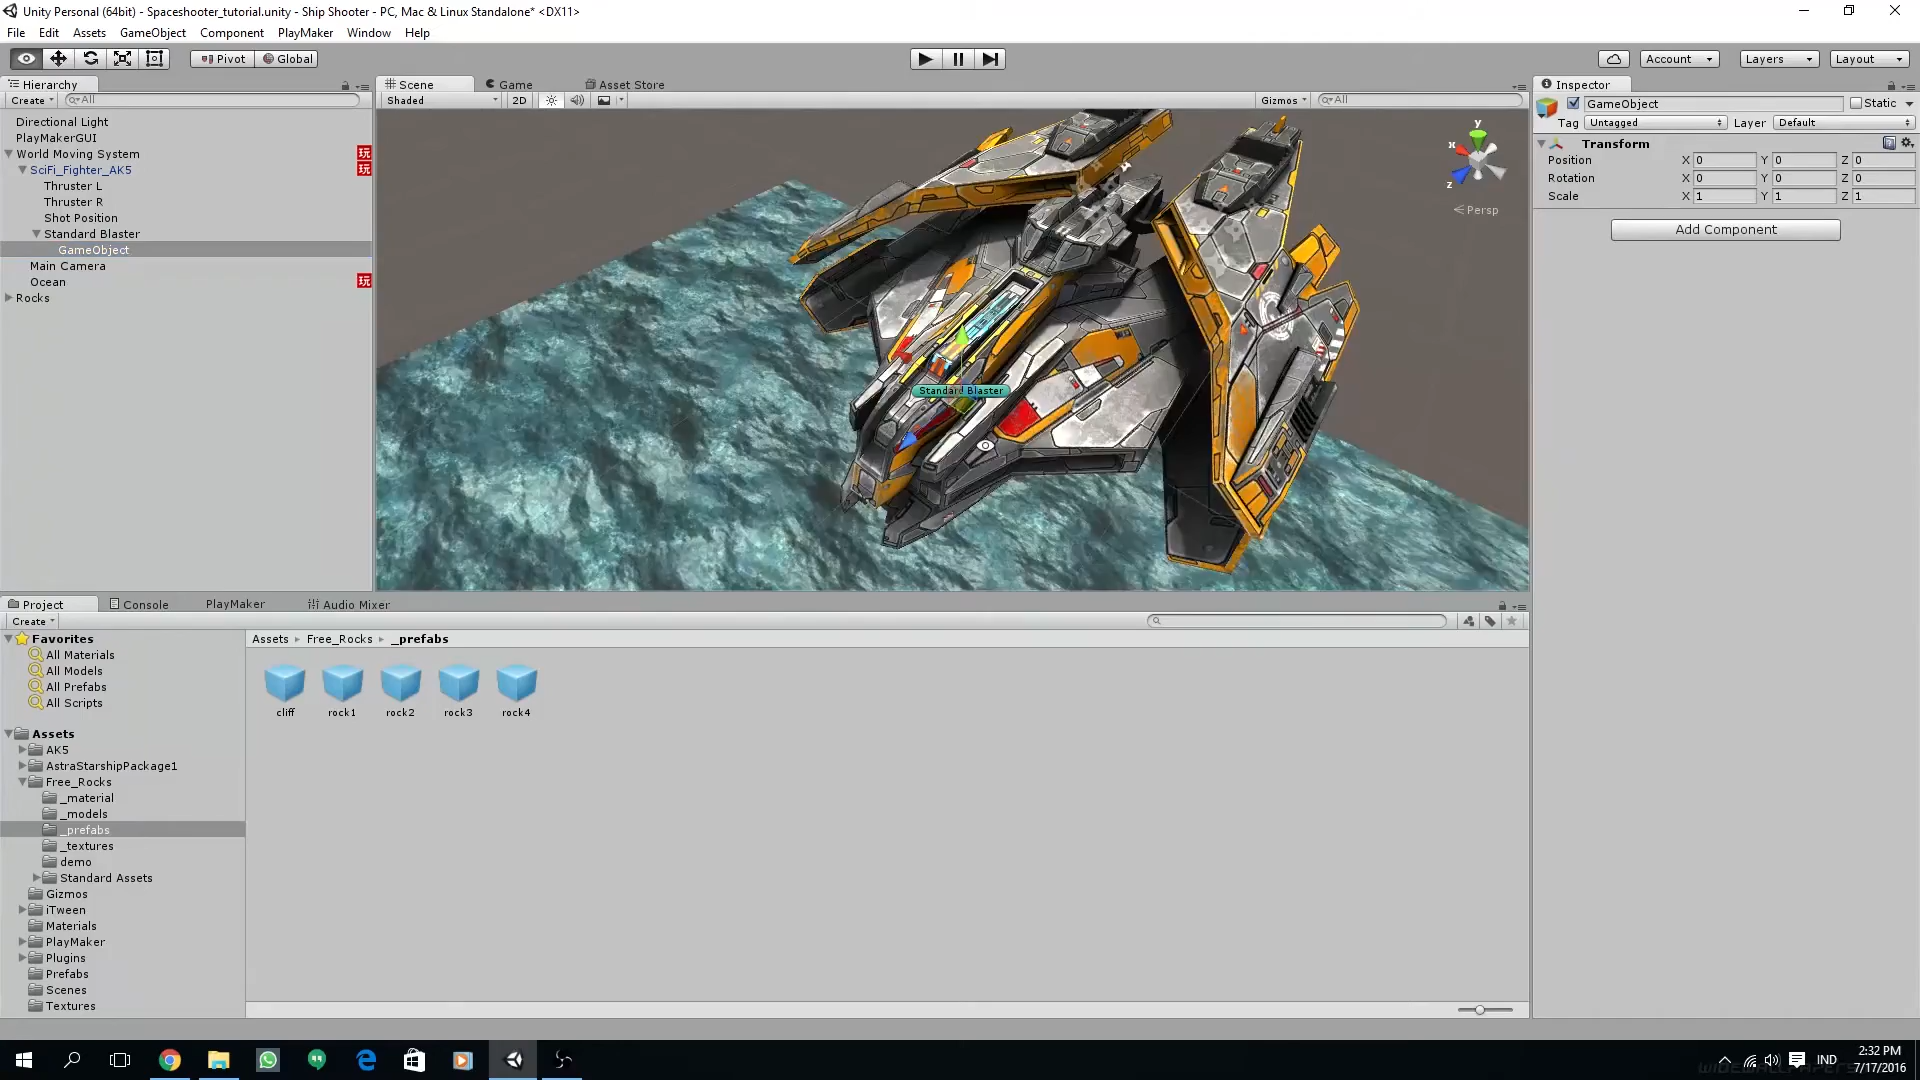 Unity Personal (64bit) - Spaceshooter_tutorial.unity - Ship Shooter - PC, Mac & Linux Standalone* <DX11>
File Edit Assets GameObject Component PlayMaker Window Help
Pivot Global Account Layers Layout
Hierarchy
Create All
Directional Light
PlayMakerGUI
World Moving System 玩
SciFi_Fighter_AK5 玩
Thruster L
Thruster R
Shot Position
Standard Blaster
GameObject
Main Camera
Ocean 玩
Rocks
Scene Game Asset Store
Shaded 2D Gizmos All
y
x
z
Persp
Standard Blaster
Inspector
GameObject Static
Tag Untagged Layer Default
Transform
Position X 0 Y 0 Z 0
Rotation X 0 Y 0 Z 0
Scale X 1 Y 1 Z 1
Add Component
Project Console PlayMaker Audio Mixer
Create
Favorites
All Materials
All Models
All Prefabs
All Scripts
Assets
AK5
AstraStarshipPackage1
Free_Rocks
_material
_models
_prefabs
_textures
demo
Standard Assets
Gizmos
iTween
Materials
PlayMaker
Plugins
Prefabs
Scenes
Textures
Assets Free_Rocks _prefabs
cliff rock1 rock2 rock3 rock4
IND
2:32 PM
7/17/2016